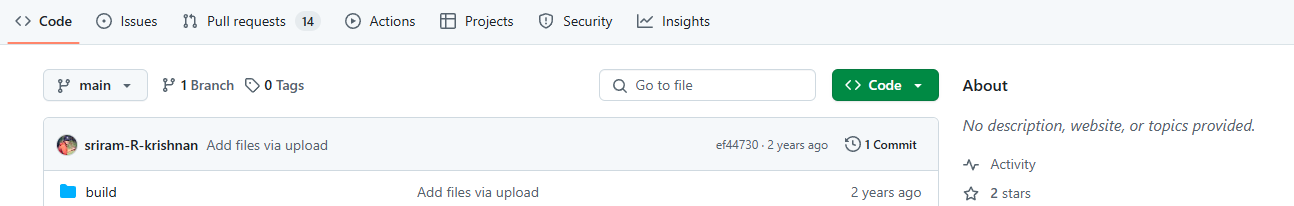 Code Issues Pull requests 14 Actions Projects Security Insights
main 1 Branch 0 Tags Go to file Code
About
No description, website, or topics provided.
sriram-R-krishnan Add files via upload ef44730 · 2 years ago 1 Commit
Activity
build Add files via upload 2 years ago
2 stars